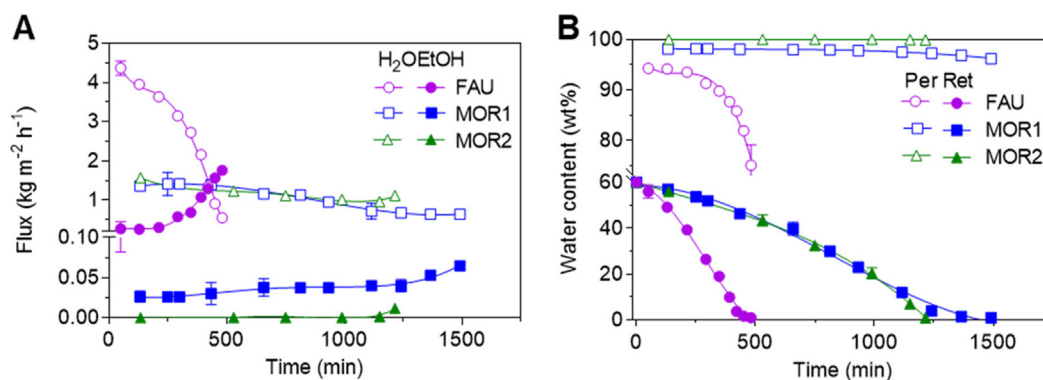 A
H₂OEtOH
FAU
MOR1
MOR2
Flux (kg m⁻² h⁻¹)
5
4
3
2
1
0.10
0.05
0.00
0
500
1000
1500
Time (min)
B
Per Ret
FAU
MOR1
MOR2
Water content (wt%)
100
90
80
60
40
20
0
0
500
1000
1500
Time (min)